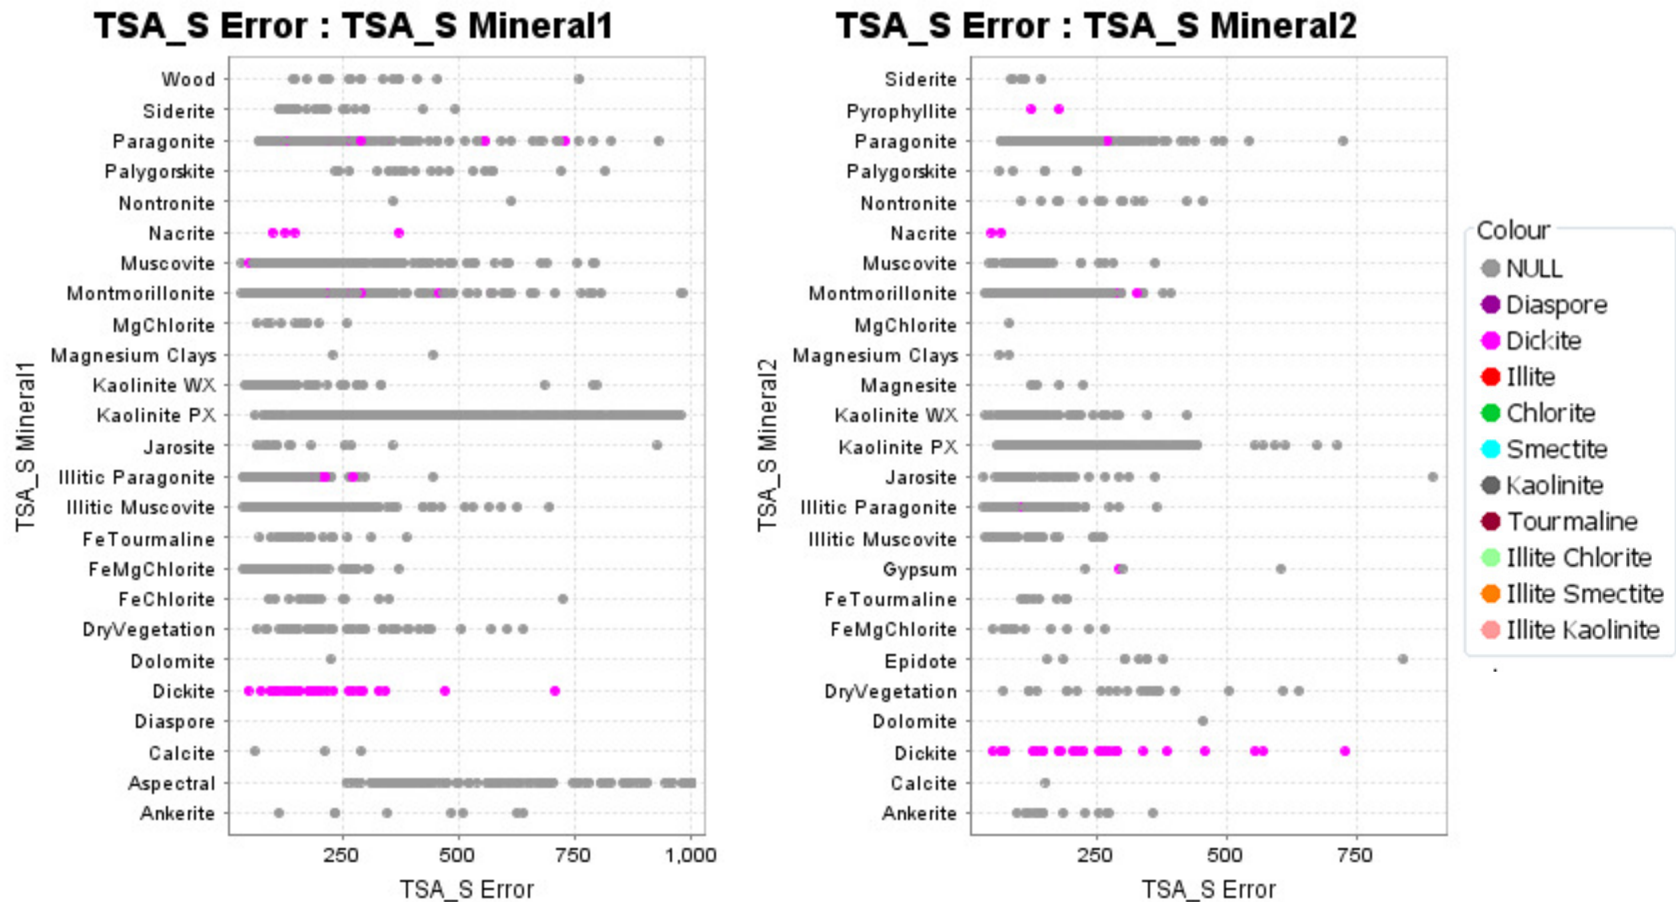 TSA_S Error : TSA_S Mineral1
TSA_S Mineral1
Wood
Siderite
Paragonite
Palygorskite
Nontronite
Nacrite
Muscovite
Montmorillonite
MgChlorite
Magnesium Clays
Kaolinite WX
Kaolinite PX
Jarosite
Illitic Paragonite
Illitic Muscovite
FeTourmaline
FeMgChlorite
FeChlorite
DryVegetation
Dolomite
Dickite
Diaspore
Calcite
Aspectral
Ankerite
250 500 750 1,000
TSA_S Error
TSA_S Error : TSA_S Mineral2
TSA_S Mineral2
Siderite
Pyrophyllite
Paragonite
Palygorskite
Nontronite
Nacrite
Muscovite
Montmorillonite
MgChlorite
Magnesium Clays
Magnesite
Kaolinite WX
Kaolinite PX
Jarosite
Illitic Paragonite
Illitic Muscovite
Gypsum
FeTourmaline
FeMgChlorite
Epidote
DryVegetation
Dolomite
Dickite
Calcite
Ankerite
250 500 750
TSA_S Error
Colour
NULL
Diaspore
Dickite
Illite
Chlorite
Smectite
Kaolinite
Tourmaline
Illite Chlorite
Illite Smectite
Illite Kaolinite